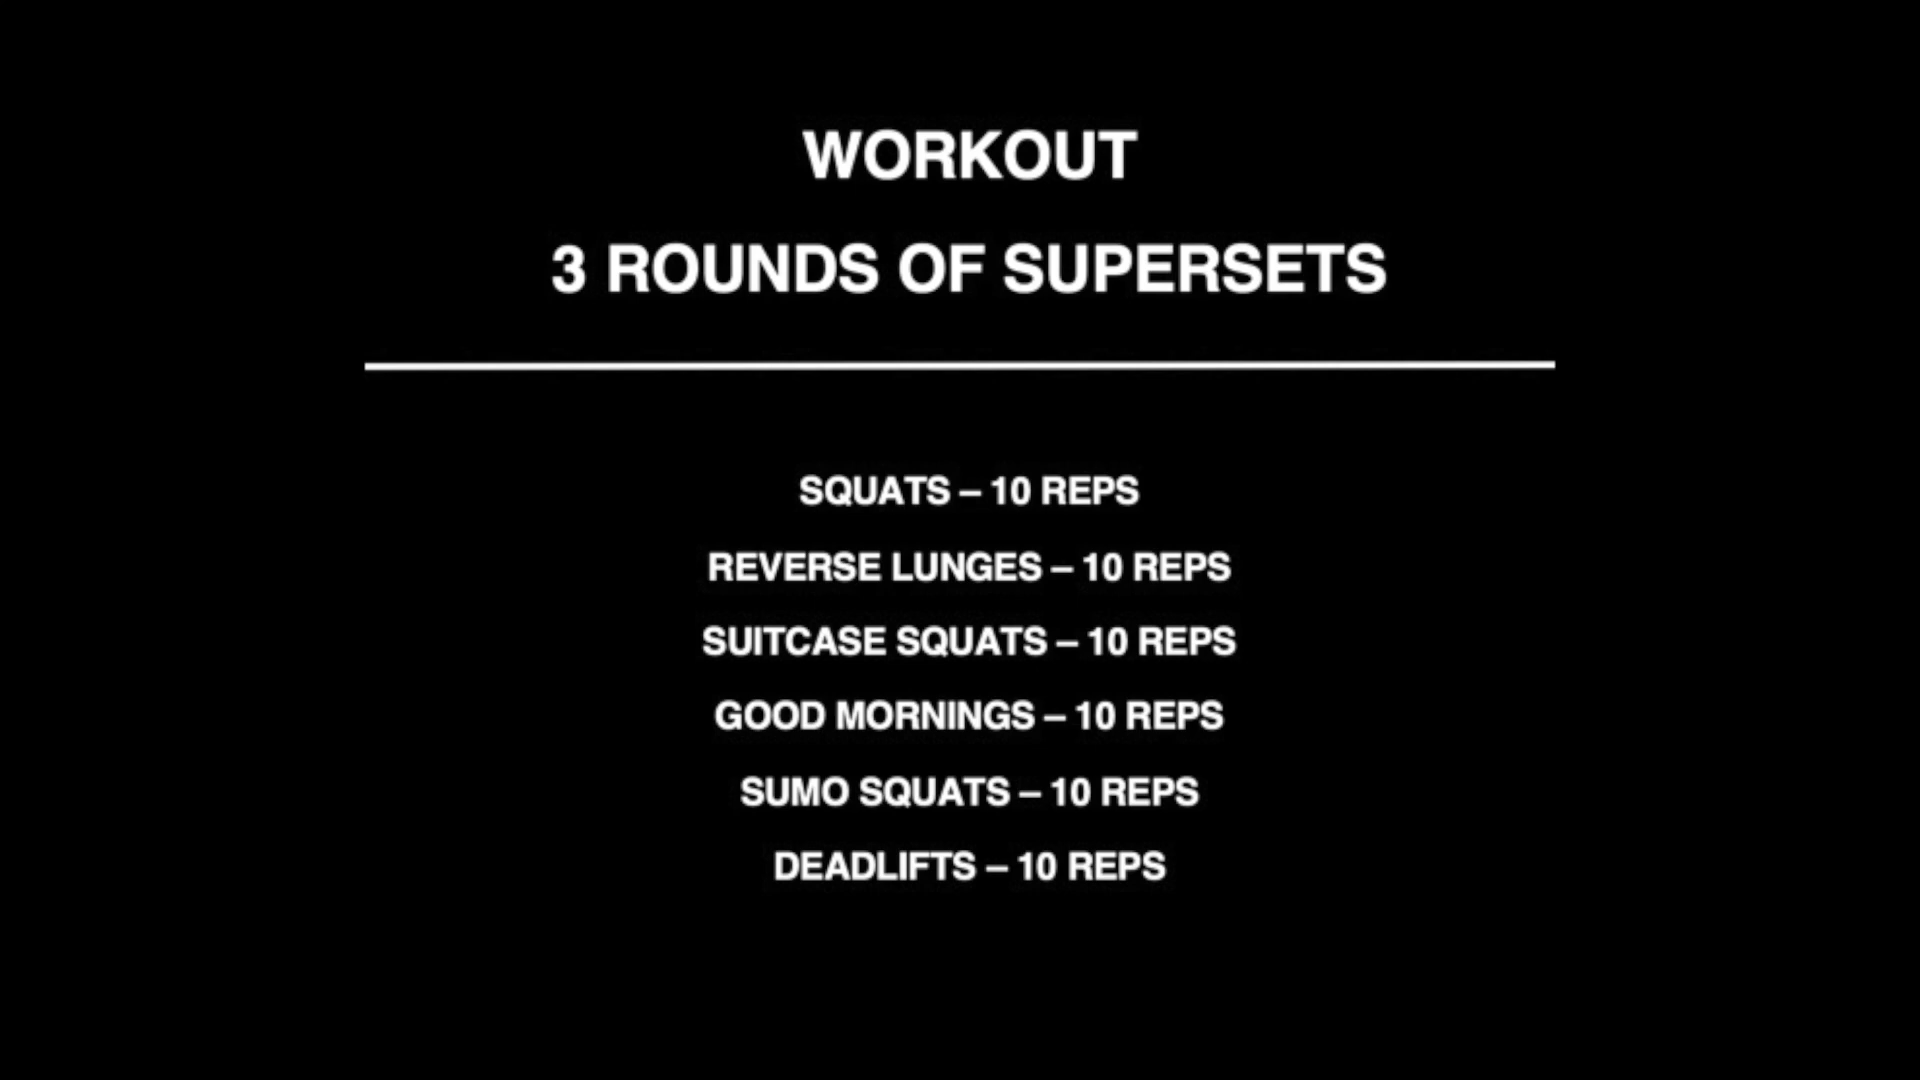 WORKOUT
3 ROUNDS OF SUPERSETS
SQUATS – 10 REPS
REVERSE LUNGES – 10 REPS
SUITCASE SQUATS – 10 REPS
GOOD MORNINGS – 10 REPS
SUMO SQUATS – 10 REPS
DEADLIFTS – 10 REPS